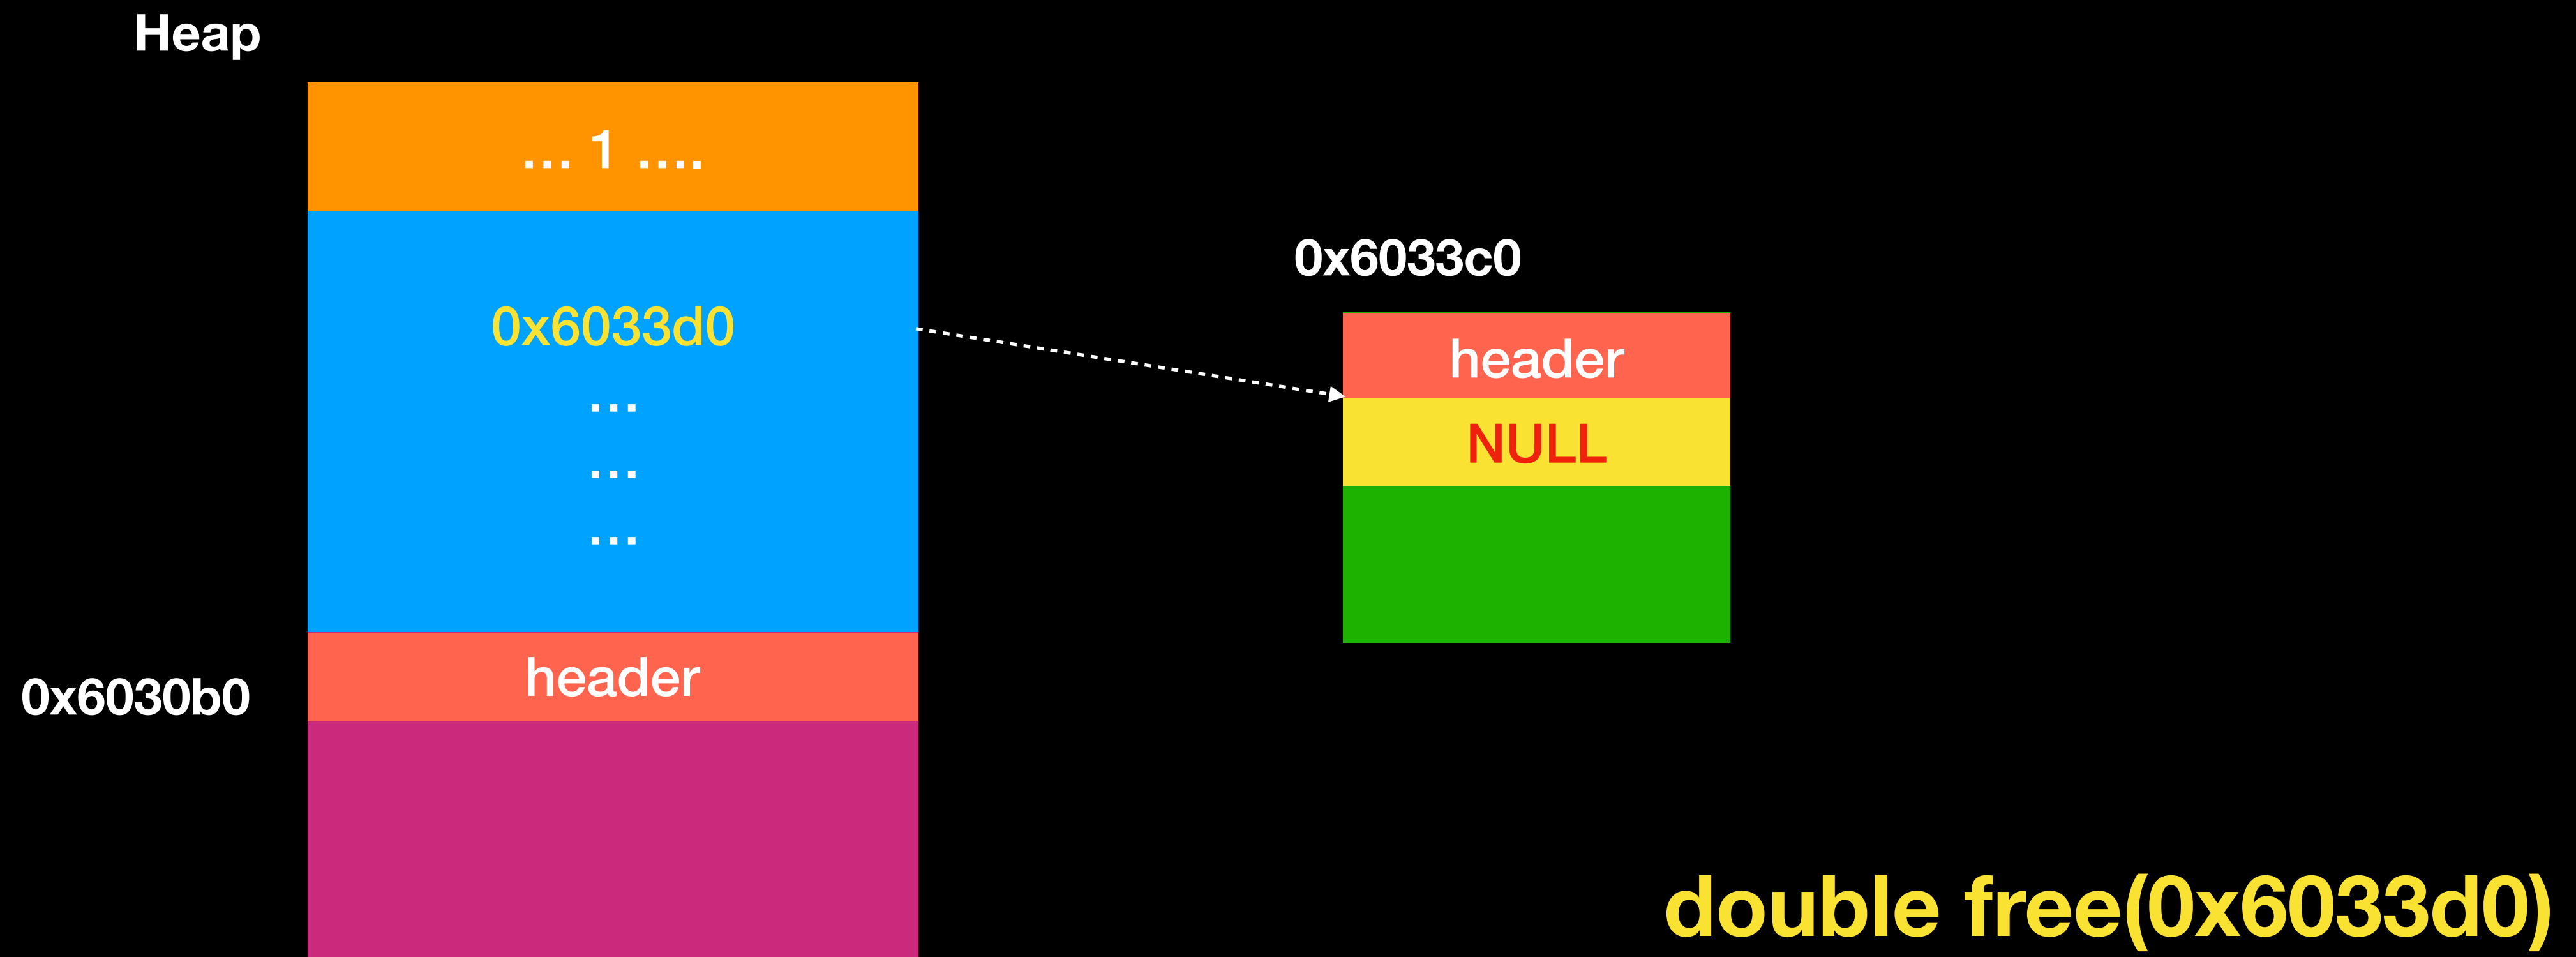 Heap
... 1 ....
0x6033d0
...
...
...
header
0x6030b0
0x6033c0
header
NULL
double free(0x6033d0)